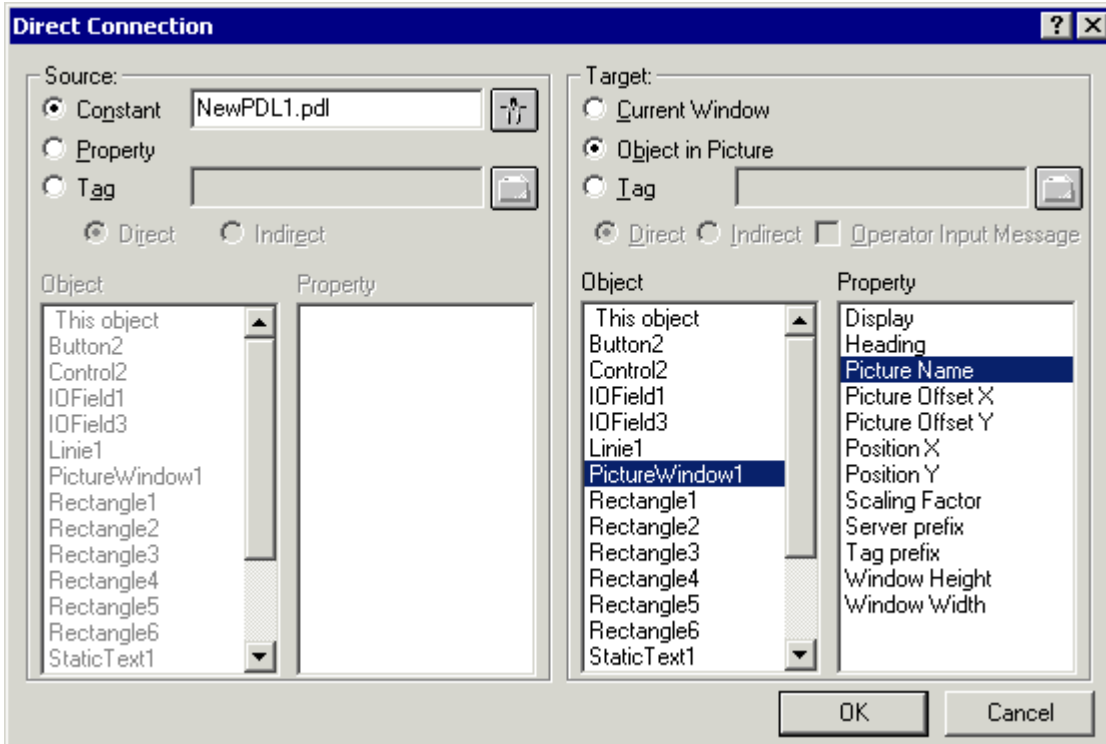 Direct Connection
Source:
Constant NewPDL1.pdl
Property
Tag
Direct Indirect
Object Property
This object
Button2
Control2
IOField1
IOField3
Linie1
PictureWindow1
Rectangle1
Rectangle2
Rectangle3
Rectangle4
Rectangle5
Rectangle6
StaticText1
Target:
Current Window
Object in Picture
Tag
Direct Indirect Operator Input Message
Object Property
This object
Button2
Control2
IOField1
IOField3
Linie1
PictureWindow1
Rectangle1
Rectangle2
Rectangle3
Rectangle4
Rectangle5
Rectangle6
StaticText1
Display
Heading
Picture Name
Picture Offset X
Picture Offset Y
Position X
Position Y
Scaling Factor
Server prefix
Tag prefix
Window Height
Window Width
OK Cancel